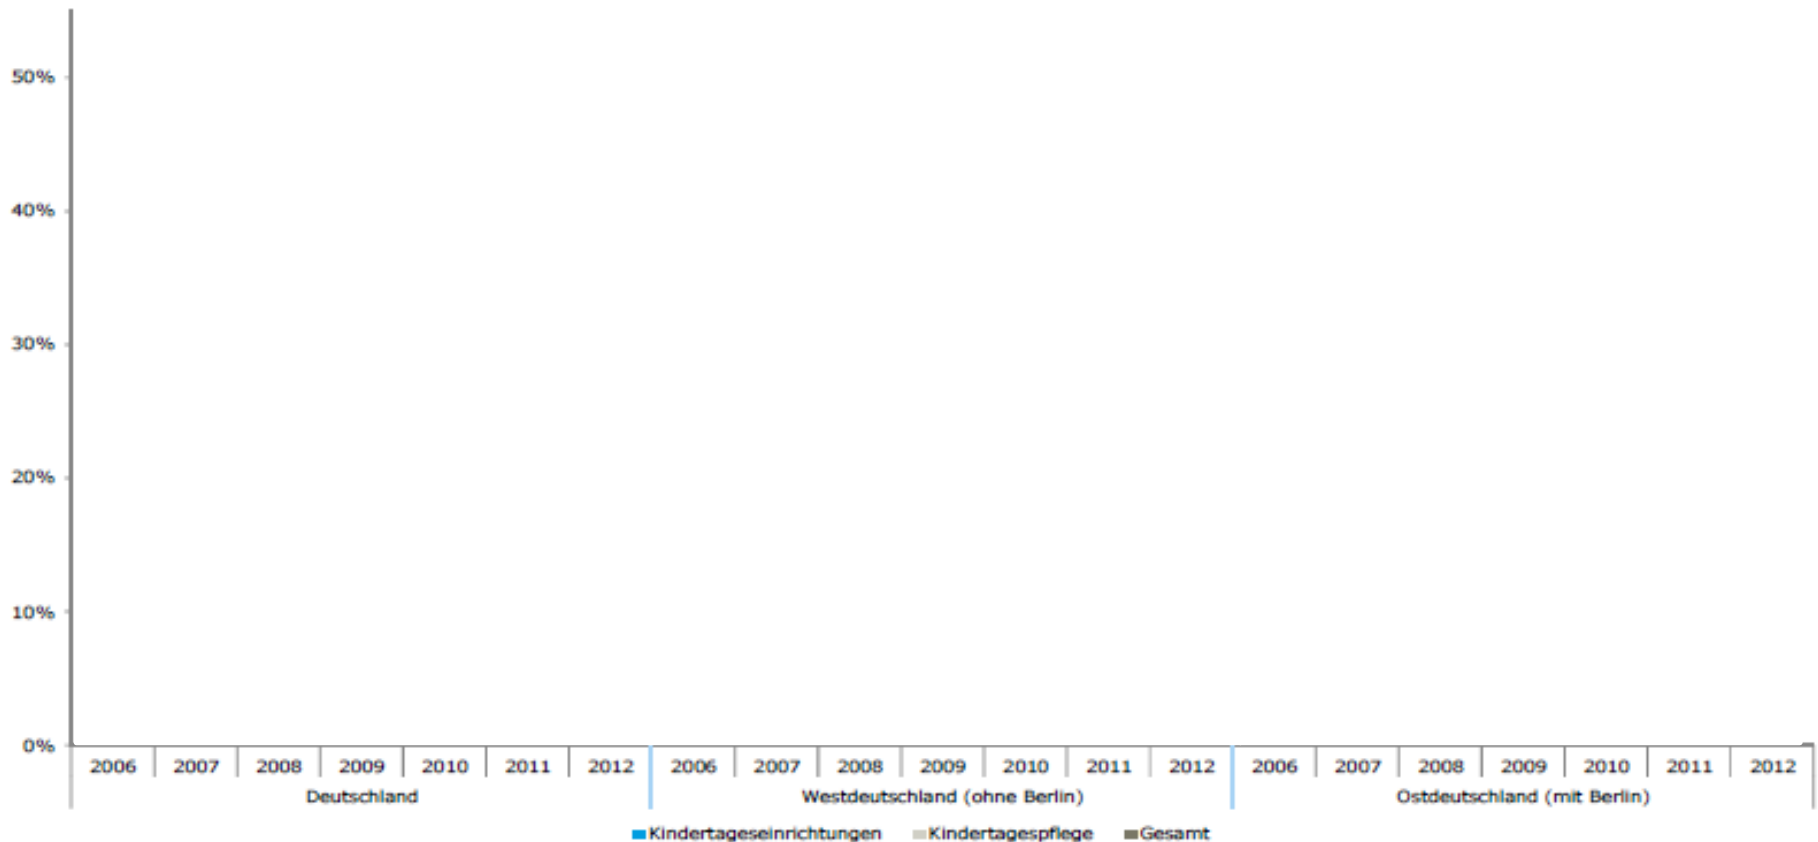 50%
40%
30%
20%
10%
0%
2006 2007 2008 2009 2010 2011 2012 2006 2007 2008 2009 2010 2011 2012 2006 2007 2008 2009 2010 2011 2012
Deutschland Westdeutschland (ohne Berlin) Ostdeutschland (mit Berlin)
Kindertageseinrichtungen Kindertagespflege Gesamt